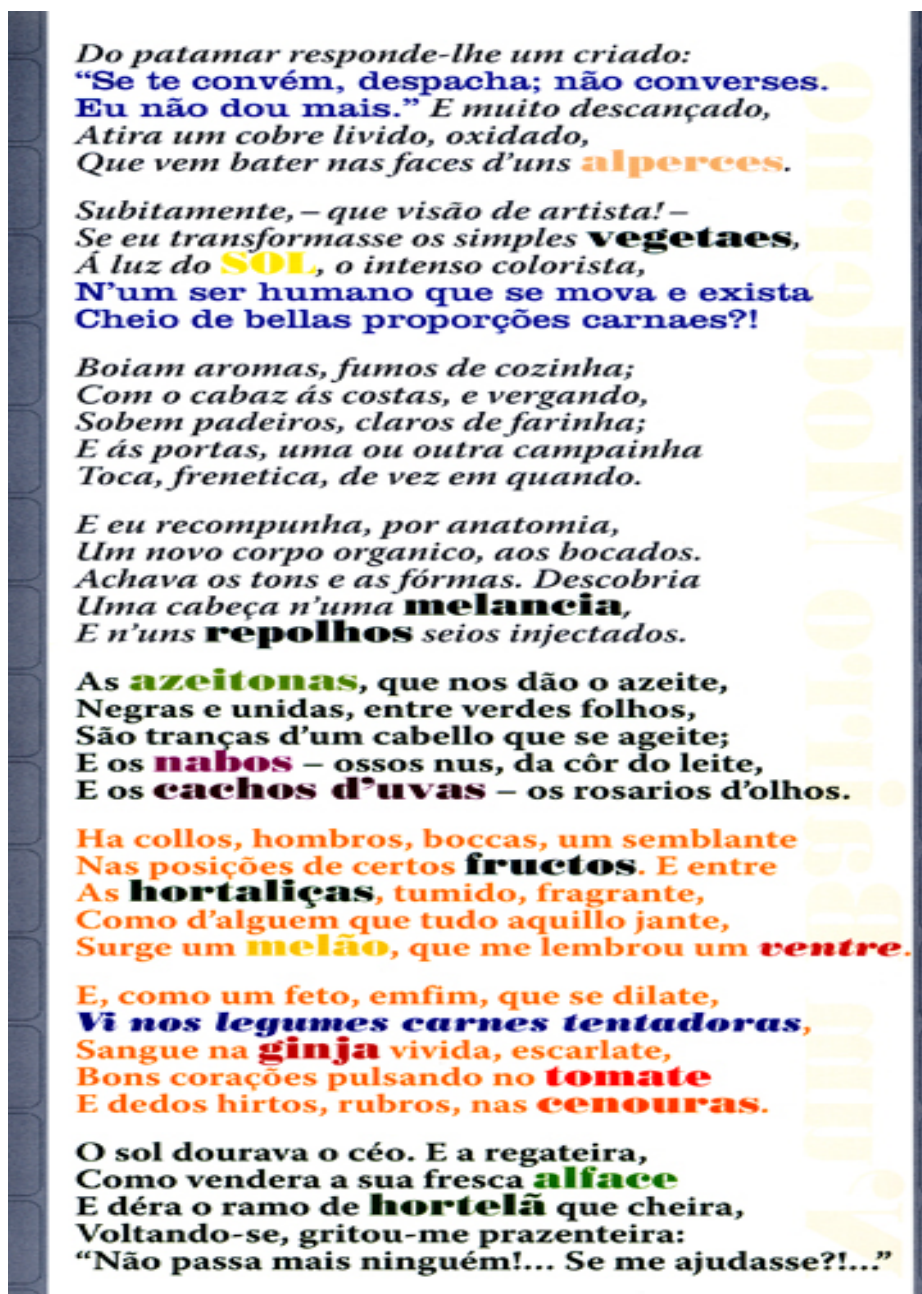 Do patamar responde-lhe um criado:
“Se te convém, despacha; não converses.
Eu não dou mais.” E muito descançado,
Atira um cobre livido, oxidado,
Que vem bater nas faces d’uns alperces.
Subitamente, – que visão de artista! –
Se eu transformasse os simples vegetaes,
Á luz do SOL, o intenso colorista,
N’um ser humano que se mova e exista
Cheio de bellas proporções carnaes?!
Boiam aromas, fumos de cozinha;
Com o cabaz ás costas, e vergando,
Sobem padeiros, claros de farinha;
E ás portas, uma ou outra campainha
Toca, frenetica, de vez em quando.
E eu recompunha, por anatomia,
Um novo corpo organico, aos bocados.
Achava os tons e as fórmas. Descobria
Uma cabeça n’uma melancia,
E n’uns repolhos seios injectados.
As azeitonas, que nos dão o azeite,
Negras e unidas, entre verdes folhos,
São tranças d’um cabello que se ageite;
E os nabos – ossos nus, da côr do leite,
E os cachos d’uvas – os rosarios d’olhos.
Ha collos, hombros, boccas, um semblante
Nas posições de certos fructos. E entre
As hortaliças, tumido, fragrante,
Como d’alguem que tudo aquillo jante,
Surge um melão, que me lembrou um ventre.
E, como um feto, emfim, que se dilate,
Vi nos legumes carnes tentadoras,
Sangue na ginja vivida, escarlate,
Bons corações pulsando no tomate
E dedos hirtos, rubros, nas cenouras.
O sol dourava o céo. E a regateira,
Como vendera a sua fresca alface
E déra o ramo de hortelã que cheira,
Voltando-se, gritou-me prazenteira:
“Não passa mais ninguém!... Se me ajudasse?!...”